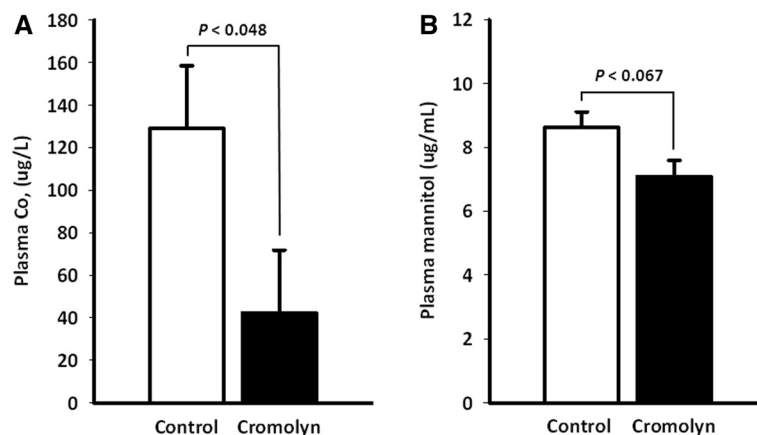 A
Plasma Co, (ug/L)
180
160
140
120
100
80
60
40
20
0
P < 0.048
Control Cromolyn
B
Plasma mannitol (ug/mL)
12
10
8
6
4
2
0
P < 0.067
Control Cromolyn